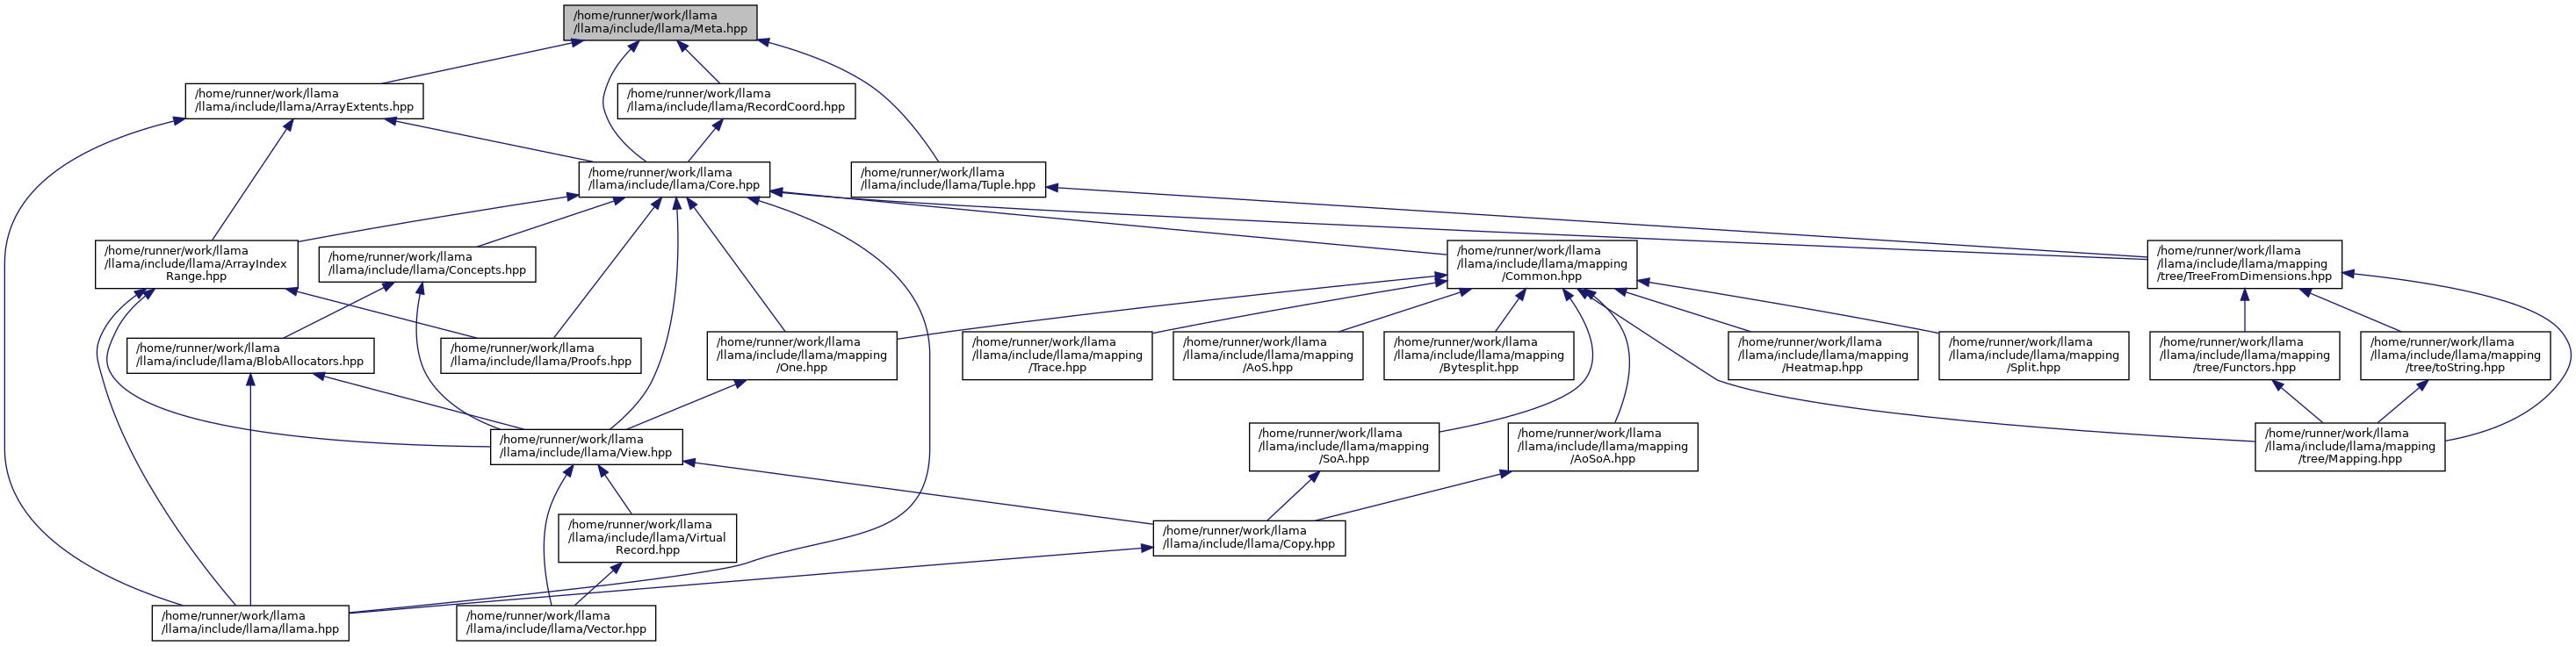 /home/runner/work/llama
/llama/include/llama/Meta.hpp
/home/runner/work/llama
/llama/include/llama/ArrayExtents.hpp
/home/runner/work/llama
/llama/include/llama/RecordCoord.hpp
/home/runner/work/llama
/llama/include/llama/Core.hpp
/home/runner/work/llama
/llama/include/llama/Tuple.hpp
/home/runner/work/llama
/llama/include/llama/ArrayIndex
Range.hpp
/home/runner/work/llama
/llama/include/llama/Concepts.hpp
/home/runner/work/llama
/llama/include/llama/mapping
/Common.hpp
/home/runner/work/llama
/llama/include/llama/mapping
/tree/TreeFromDimensions.hpp
/home/runner/work/llama
/llama/include/llama/BlobAllocators.hpp
/home/runner/work/llama
/llama/include/llama/Proofs.hpp
/home/runner/work/llama
/llama/include/llama/mapping
/One.hpp
/home/runner/work/llama
/llama/include/llama/mapping
/Trace.hpp
/home/runner/work/llama
/llama/include/llama/mapping
/AoS.hpp
/home/runner/work/llama
/llama/include/llama/mapping
/Bytesplit.hpp
/home/runner/work/llama
/llama/include/llama/mapping
/Heatmap.hpp
/home/runner/work/llama
/llama/include/llama/mapping
/Split.hpp
/home/runner/work/llama
/llama/include/llama/mapping
/tree/Functors.hpp
/home/runner/work/llama
/llama/include/llama/mapping
/tree/toString.hpp
/home/runner/work/llama
/llama/include/llama/View.hpp
/home/runner/work/llama
/llama/include/llama/mapping
/SoA.hpp
/home/runner/work/llama
/llama/include/llama/mapping
/AoSoA.hpp
/home/runner/work/llama
/llama/include/llama/mapping
/tree/Mapping.hpp
/home/runner/work/llama
/llama/include/llama/Virtual
Record.hpp
/home/runner/work/llama
/llama/include/llama/Copy.hpp
/home/runner/work/llama
/llama/include/llama/llama.hpp
/home/runner/work/llama
/llama/include/llama/Vector.hpp